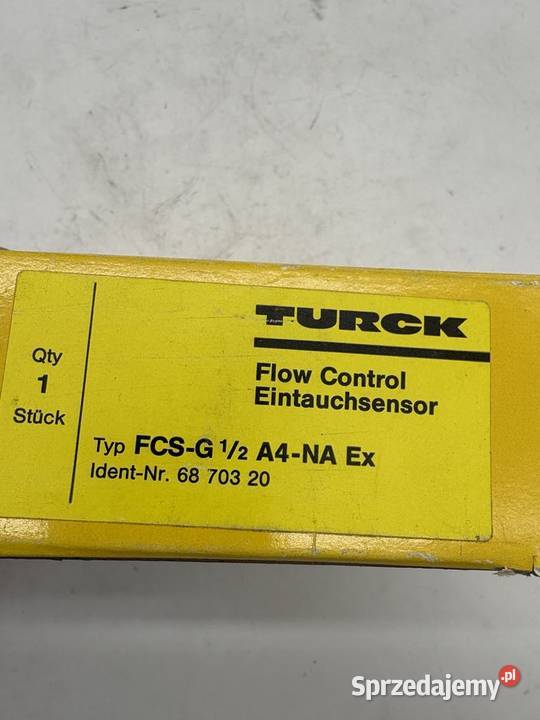 TURCK
Qty
1
Stück
Flow Control
Eintauchsensor
Typ FCS-G ½ A4-NA Ex
Ident-Nr. 68 703 20
Sprzedajemy.pl